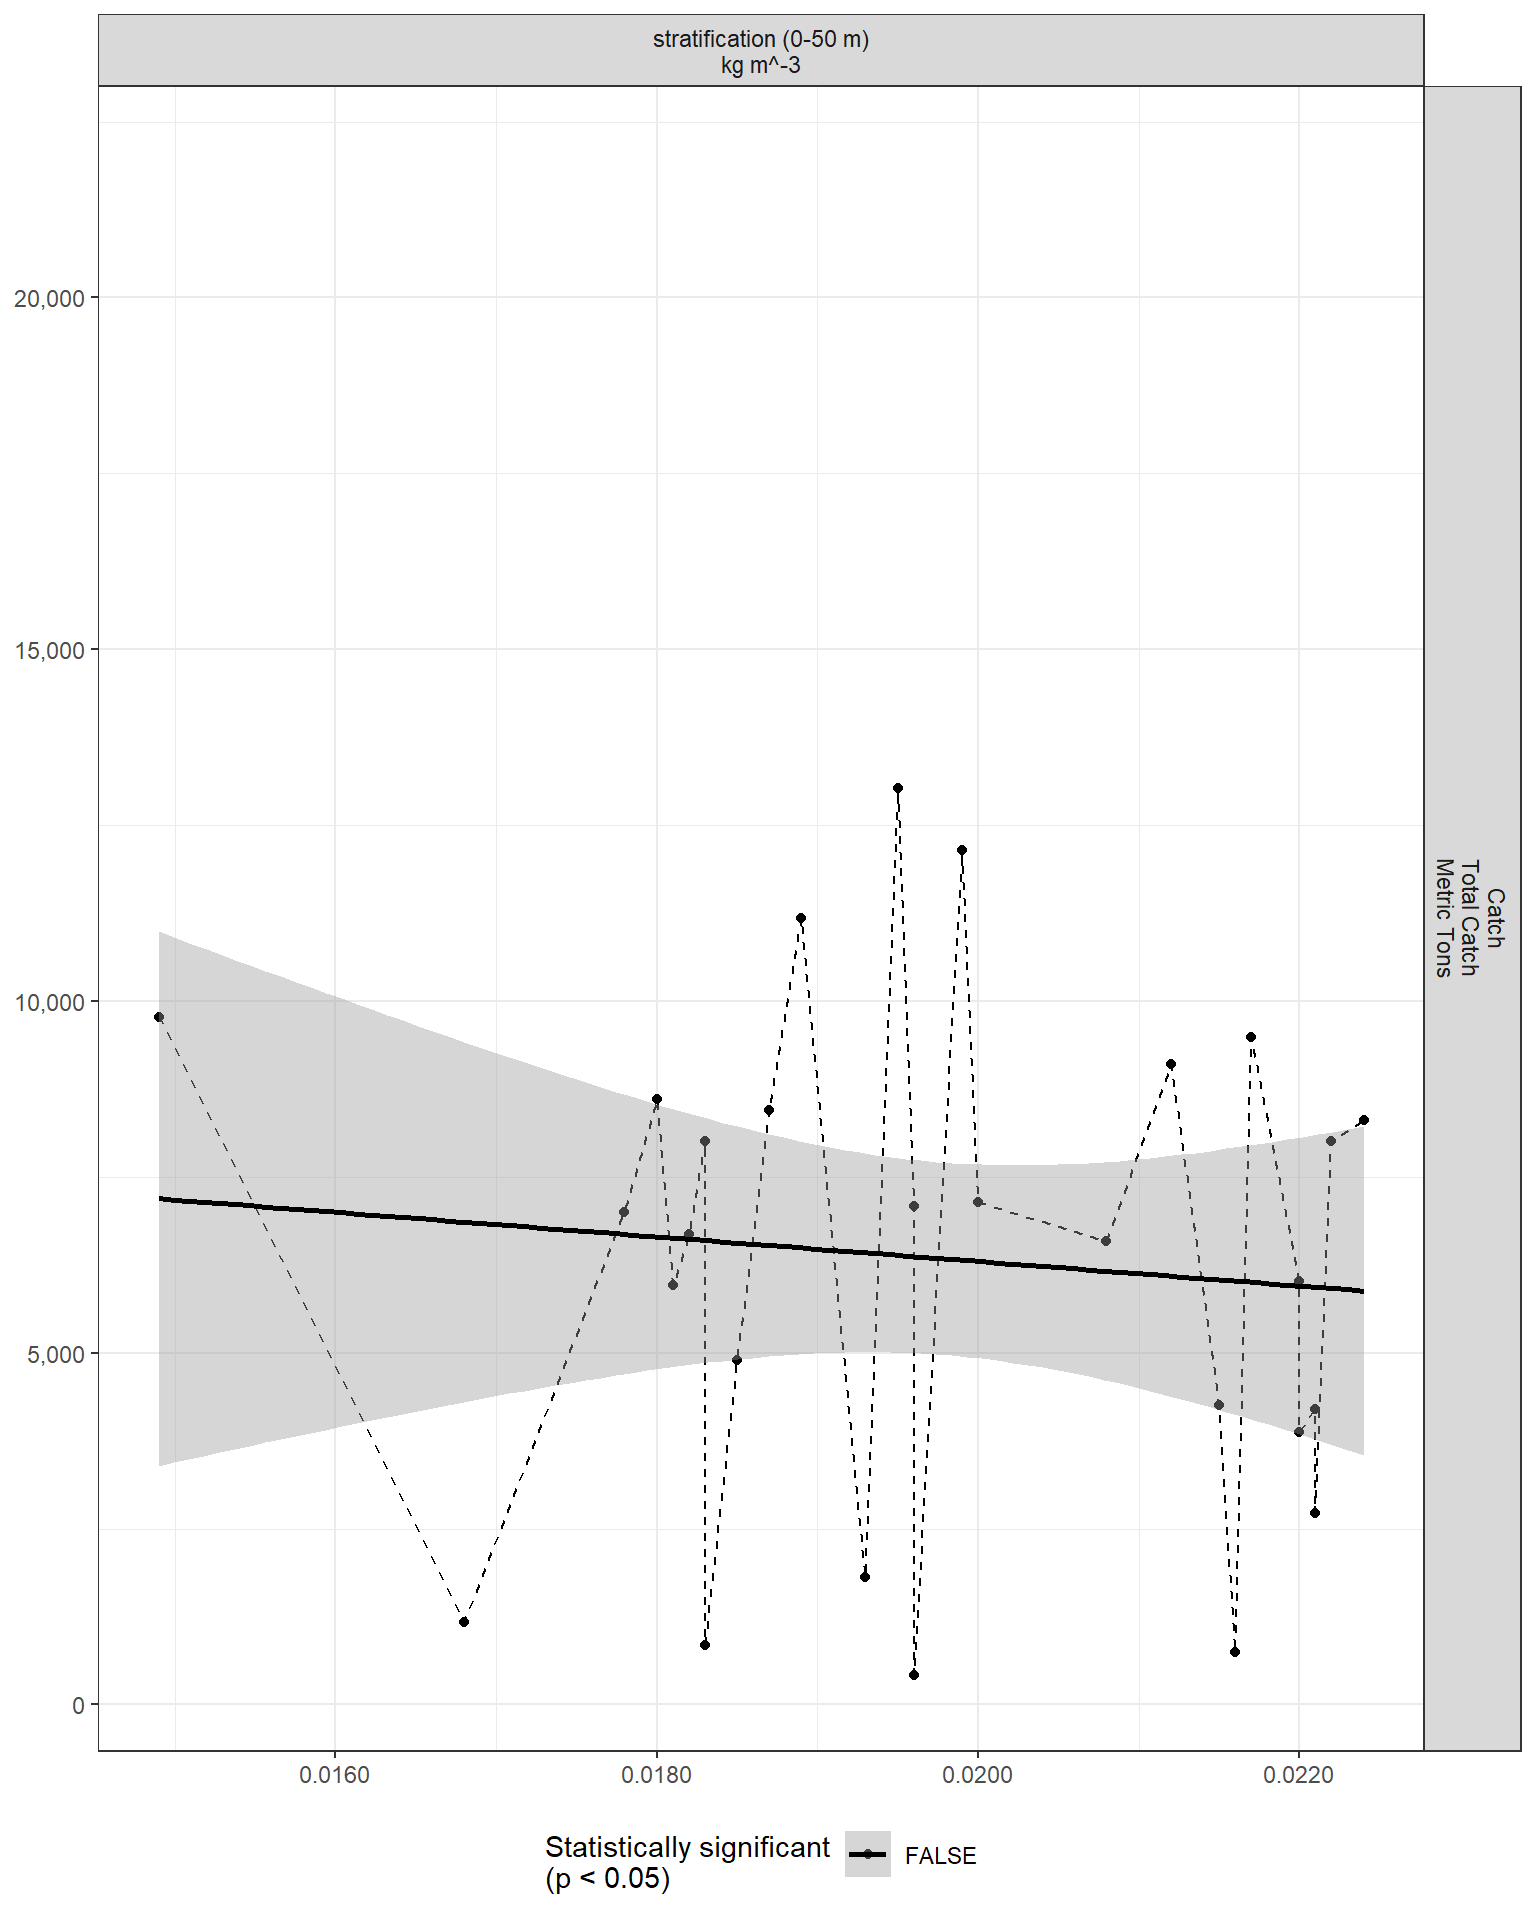 stratification (0-50 m)
kg m^-3
20,000
15,000
10,000
5,000
0
Catch
Total Catch
Metric Tons
0.0160
0.0180
0.0200
0.0220
Statistically significant
(p < 0.05)
FALSE